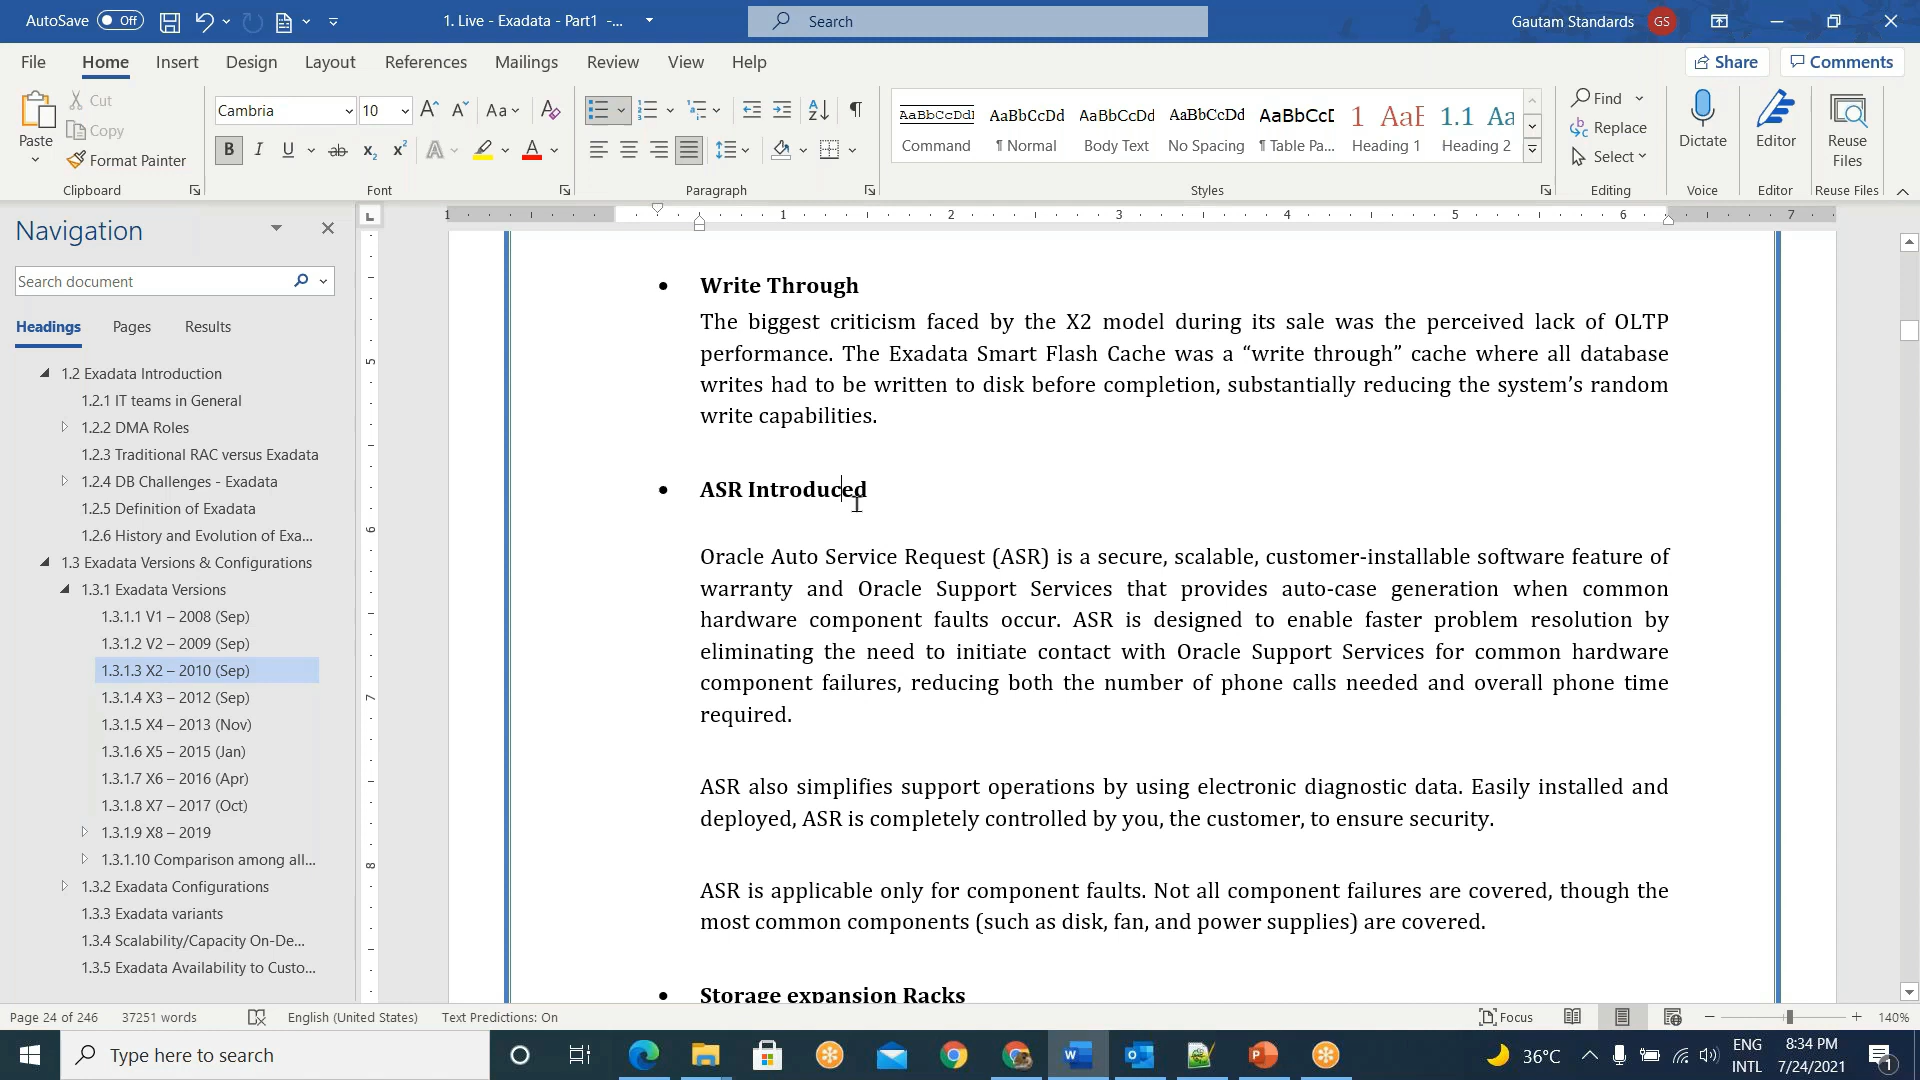 AutoSave Off 1. Live - Exadata - Part1 -... Search Gautam Standards GS
File Home Insert Design Layout References Mailings Review View Help Share Comments
Paste Cut Copy Format Painter Clipboard
Cambria 10 Font
Paragraph
AaBbCcDdI AaBbCcDd AaBbCcDd AaBbCcDd AaBbCcD 1 AaB 1.1 Aa
Command ¶ Normal Body Text No Spacing ¶ Table Pa... Heading 1 Heading 2
Styles
Find Replace Select Editing
Dictate Voice
Editor Editor
Reuse Files Reuse Files
Navigation
Search document
Headings Pages Results
1.2 Exadata Introduction
1.2.1 IT teams in General
1.2.2 DMA Roles
1.2.3 Traditional RAC versus Exadata
1.2.4 DB Challenges - Exadata
1.2.5 Definition of Exadata
1.2.6 History and Evolution of Exa...
1.3 Exadata Versions & Configurations
1.3.1 Exadata Versions
1.3.1.1 V1 – 2008 (Sep)
1.3.1.2 V2 – 2009 (Sep)
1.3.1.3 X2 – 2010 (Sep)
1.3.1.4 X3 – 2012 (Sep)
1.3.1.5 X4 – 2013 (Nov)
1.3.1.6 X5 – 2015 (Jan)
1.3.1.7 X6 – 2016 (Apr)
1.3.1.8 X7 – 2017 (Oct)
1.3.1.9 X8 – 2019
1.3.1.10 Comparison among all...
1.3.2 Exadata Configurations
1.3.3 Exadata variants
1.3.4 Scalability/Capacity On-De...
1.3.5 Exadata Availability to Custo...
1 1 2 3 4 5 6 7
5 6 7 8
• Write Through
The biggest criticism faced by the X2 model during its sale was the perceived lack of OLTP
performance. The Exadata Smart Flash Cache was a “write through” cache where all database
writes had to be written to disk before completion, substantially reducing the system’s random
write capabilities.
• ASR Introduced
Oracle Auto Service Request (ASR) is a secure, scalable, customer-installable software feature of
warranty and Oracle Support Services that provides auto-case generation when common
hardware component faults occur. ASR is designed to enable faster problem resolution by
eliminating the need to initiate contact with Oracle Support Services for common hardware
component failures, reducing both the number of phone calls needed and overall phone time
required.
ASR also simplifies support operations by using electronic diagnostic data. Easily installed and
deployed, ASR is completely controlled by you, the customer, to ensure security.
ASR is applicable only for component faults. Not all component failures are covered, though the
most common components (such as disk, fan, and power supplies) are covered.
• Storage expansion Racks
Page 24 of 246 37251 words English (United States) Text Predictions: On Focus 140%
Type here to search 36°C ENG INTL 8:34 PM 7/24/2021 1